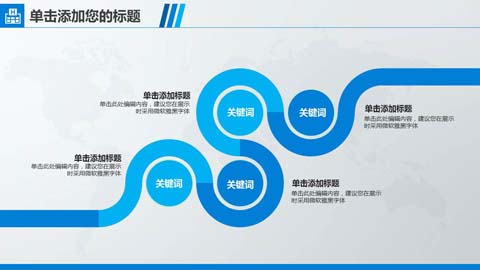 单击添加您的标题
单击添加标题
单击此处编辑内容，建议您在展示
时采用微软雅黑字体
关键词
关键词
单击添加标题
单击此处编辑内容，建议您在展示
时采用微软雅黑字体
单击添加标题
单击此处编辑内容，建议您在展示
时采用微软雅黑字体
关键词
关键词
单击添加标题
单击此处编辑内容，建议您在展示
时采用微软雅黑字体